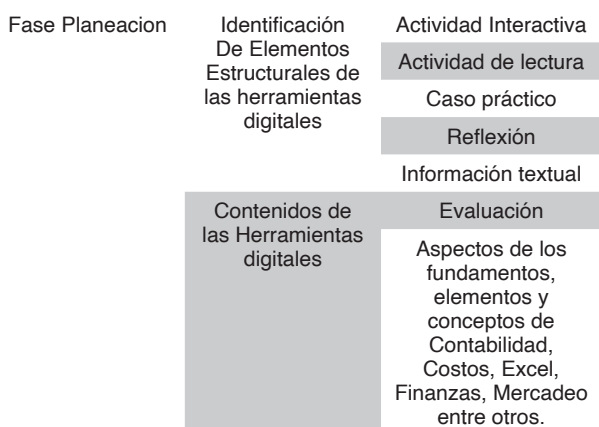 Fase Planeacion
Identificación
De Elementos
Estructurales de
las herramientas
digitales
Actividad Interactiva
Actividad de lectura
Caso práctico
Reflexión
Información textual
Contenidos de
las Herramientas
digitales
Evaluación
Aspectos de los
fundamentos,
elementos y
conceptos de
Contabilidad,
Costos, Excel,
Finanzas, Mercadeo
entre otros.